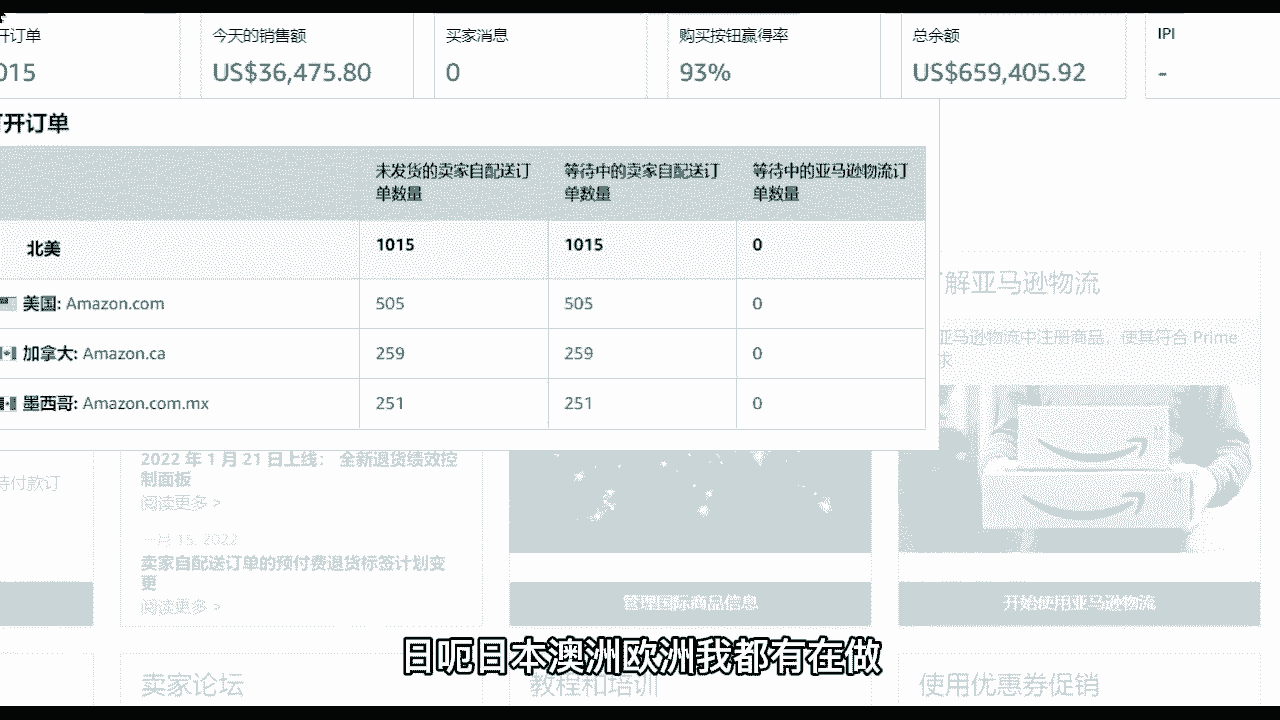 开订单
今天的销售额
买家消息
购买按钮赢得率
总余额
IPI
015
US$36,475.80
0
93%
US$659,405.92
-
打开订单
未发货的卖家自配送订
单数量
等待中的卖家自配送订
单数量
等待中的亚马逊物流订
单数量
北美
1015
1015
0
美国: Amazon.com
505
505
0
加拿大: Amazon.ca
259
259
0
墨西哥: Amazon.com.mx
251
251
0
了解亚马逊物流
亚马逊物流中注册商品,使其符合 Prime
求
2022 年 1 月 21 日上线: 全新退货绩效控
制面板
阅读更多 >
待付款订
一月 15, 2022
卖家自配送订单的预付费退货标签计划变
更
阅读更多 >
管理国际商品信息
开始使用亚马逊物流
日呃日本澳洲欧洲我都有在做
卖家论坛
教程和培训
使用优惠券促销